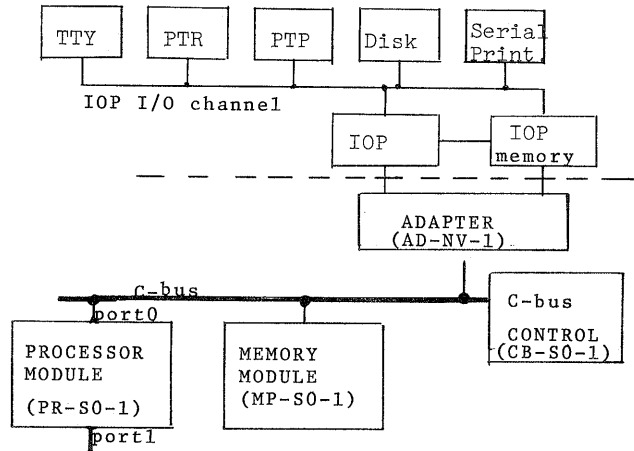 TTY
PTR
PTP
Disk
Serial
Print.
IOP I/O channel
IOP
IOP
memory
ADAPTER
(AD-NV-1)
C-bus
port0
C-bus
CONTROL
(CB-S0-1)
PROCESSOR
MODULE
(PR-S0-1)
MEMORY
MODULE
(MP-S0-1)
port1